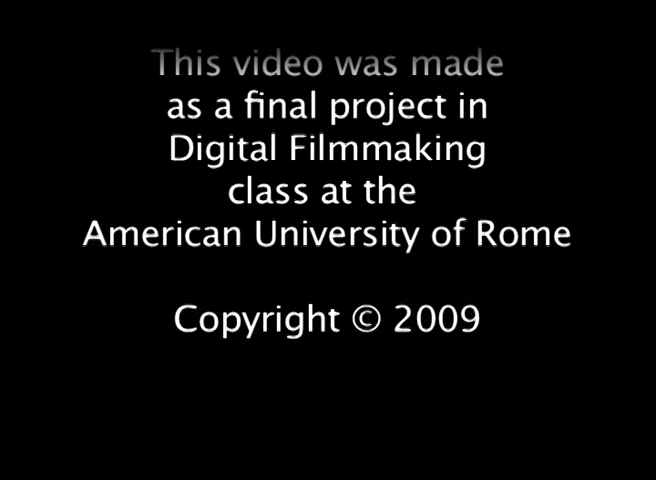 This video was made
as a final project in
Digital Filmmaking
class at the
American University of Rome
Copyright © 2009